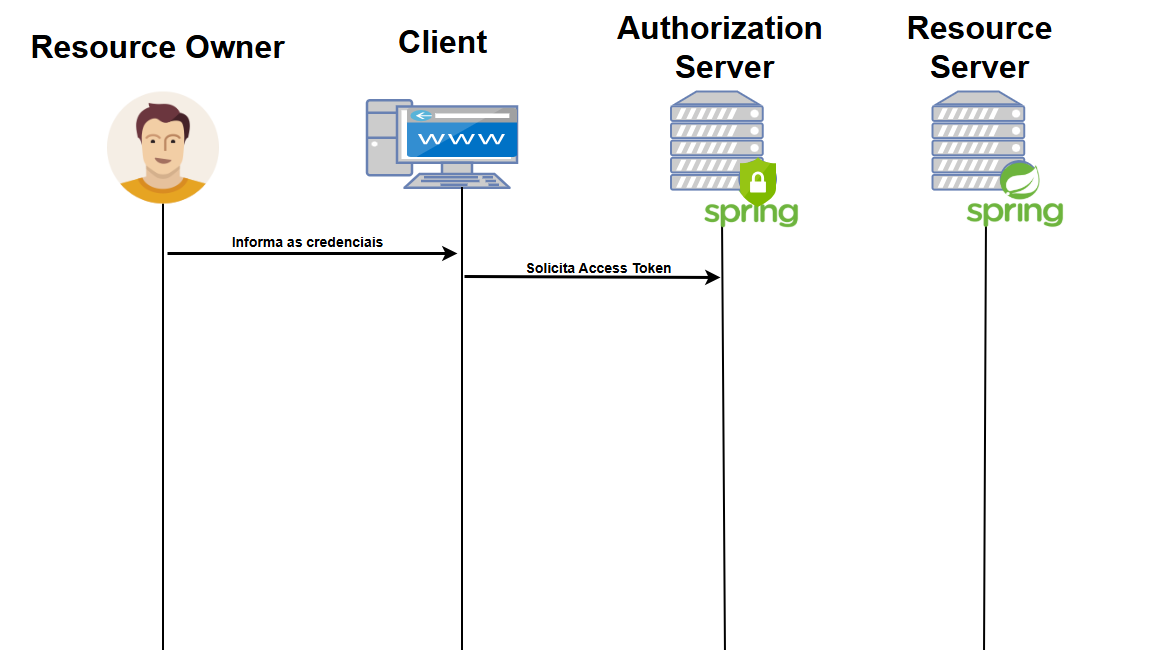 Resource Owner
Client
Authorization
Server
Resource
Server
www
spring
spring
Informa as credenciais
Solicita Access Token